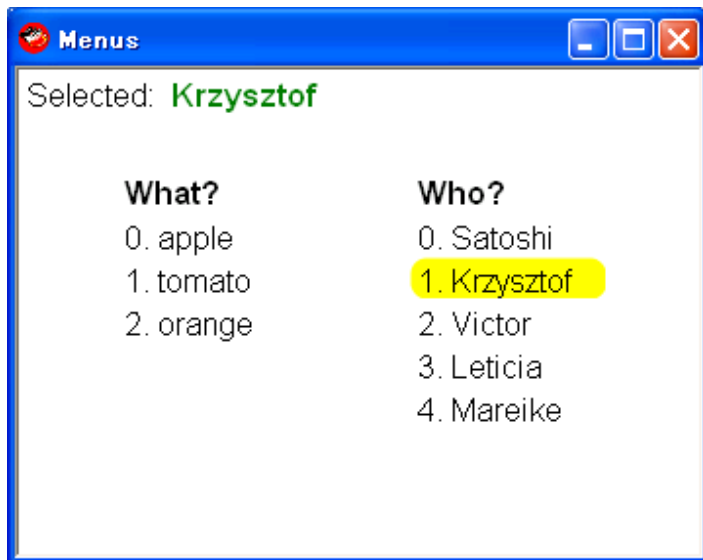 Menus
Selected: Krzysztof
What?
0. apple
1. tomato
2. orange
Who?
0. Satoshi
1. Krzysztof
2. Victor
3. Leticia
4. Mareike